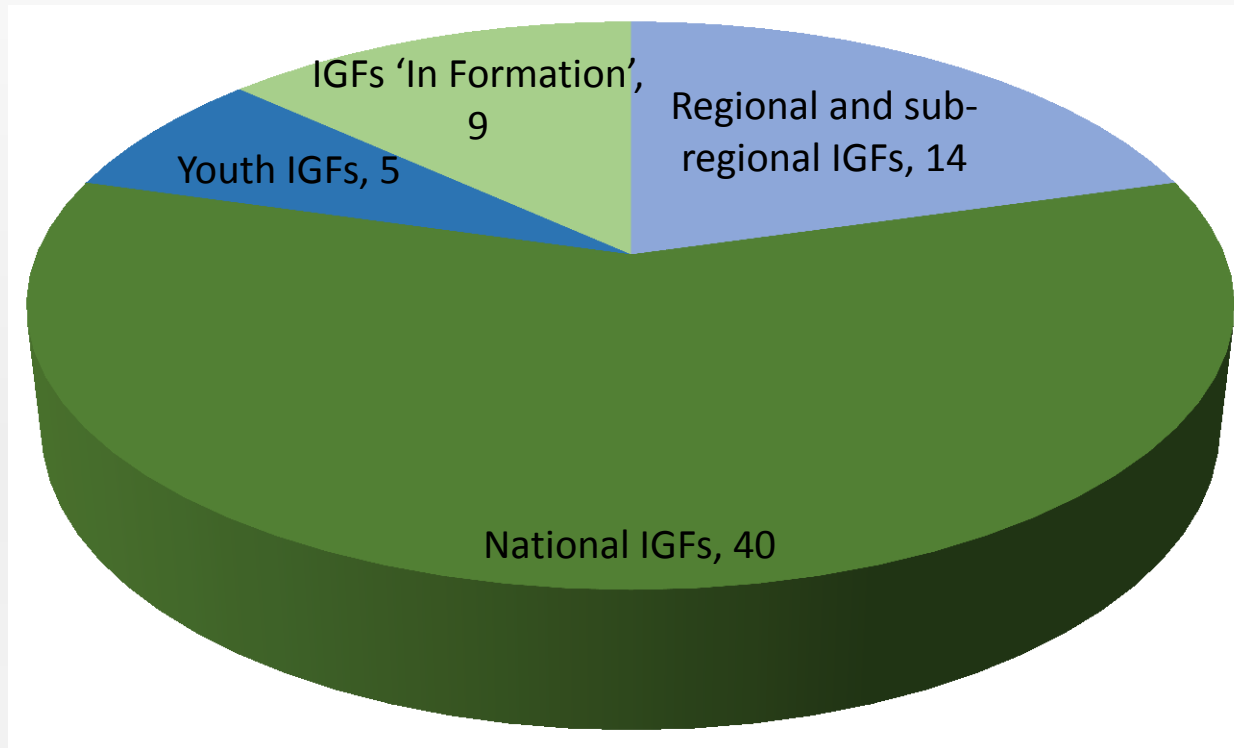 IGFs ‘In Formation’,
9
Regional and sub-
regional IGFs, 14
Youth IGFs, 5
National IGFs, 40